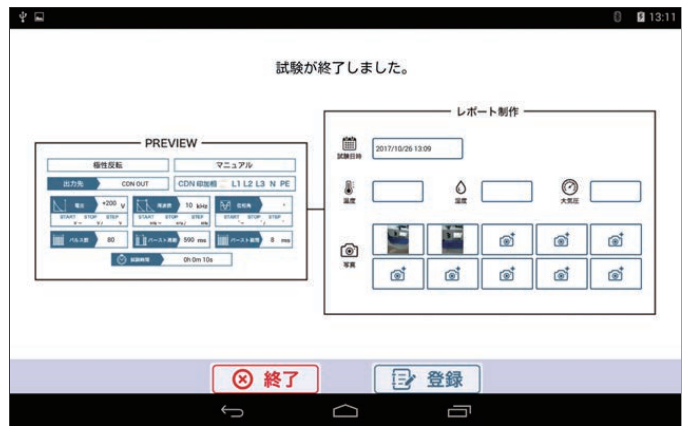 13:11
試験が終了しました。
レポート制作
試験日時
2017/10/26 13:09
温度
湿度
大気圧
写真
PREVIEW
極性反転
マニュアル
出力先
CDN OUT
CDN 印加相
L1 L2 L3 N PE
電圧
+200 V
周波数
10 kHz
位相角
-
START STOP STEP
START STOP STEP
START STOP STEP
パルス数
80
バースト周期
590 ms
バースト時間
8 ms
試験時間
0h 0m 10s
終了
登録